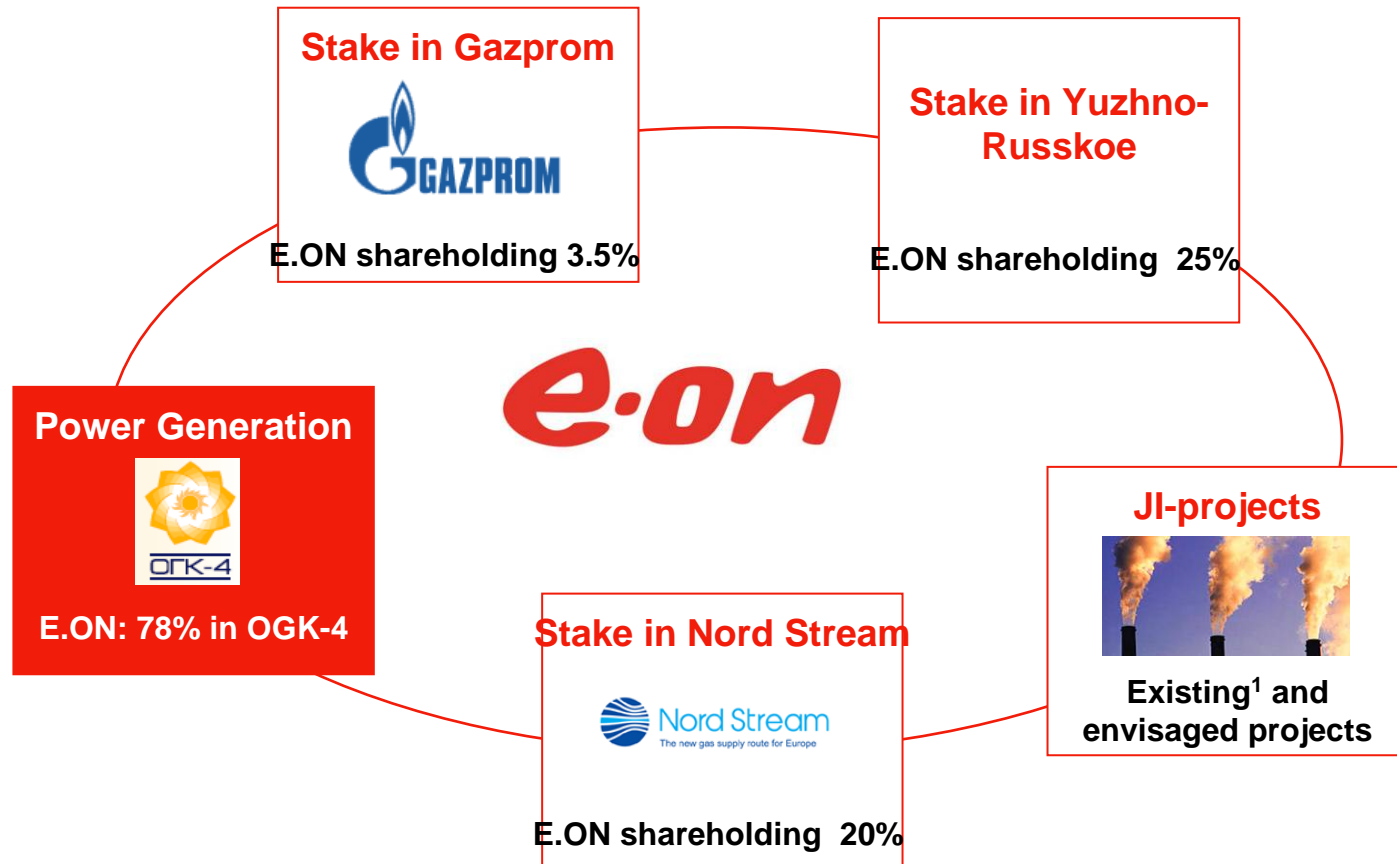 Stake in Gazprom
GAZPROM
E.ON shareholding 3.5%
Stake in Yuzhno-
Russkoe
E.ON shareholding 25%
e·on
Power Generation
ОГК-4
E.ON: 78% in OGK-4
JI-projects
Existing¹ and
envisaged projects
Stake in Nord Stream
Nord Stream
The new gas supply route for Europe
E.ON shareholding 20%